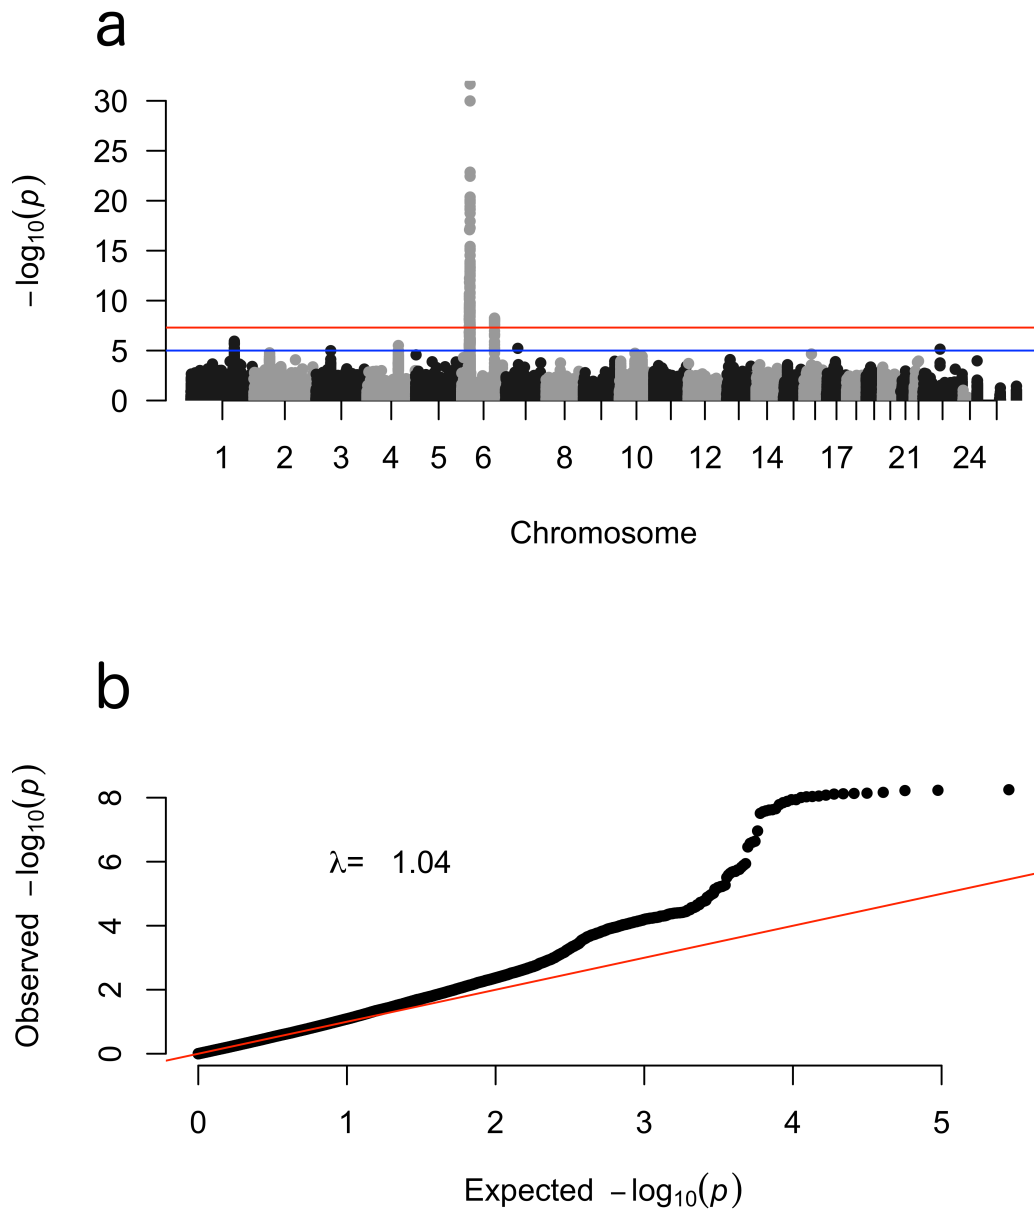 a
−log10(p)
30
25
20
15
10
5
0
1 2 3 4 5 6 8 10 12 14 17 21 24
Chromosome
b
Observed −log10(p)
8
6
4
2
0
λ= 1.04
0 1 2 3 4 5
Expected −log10(p)